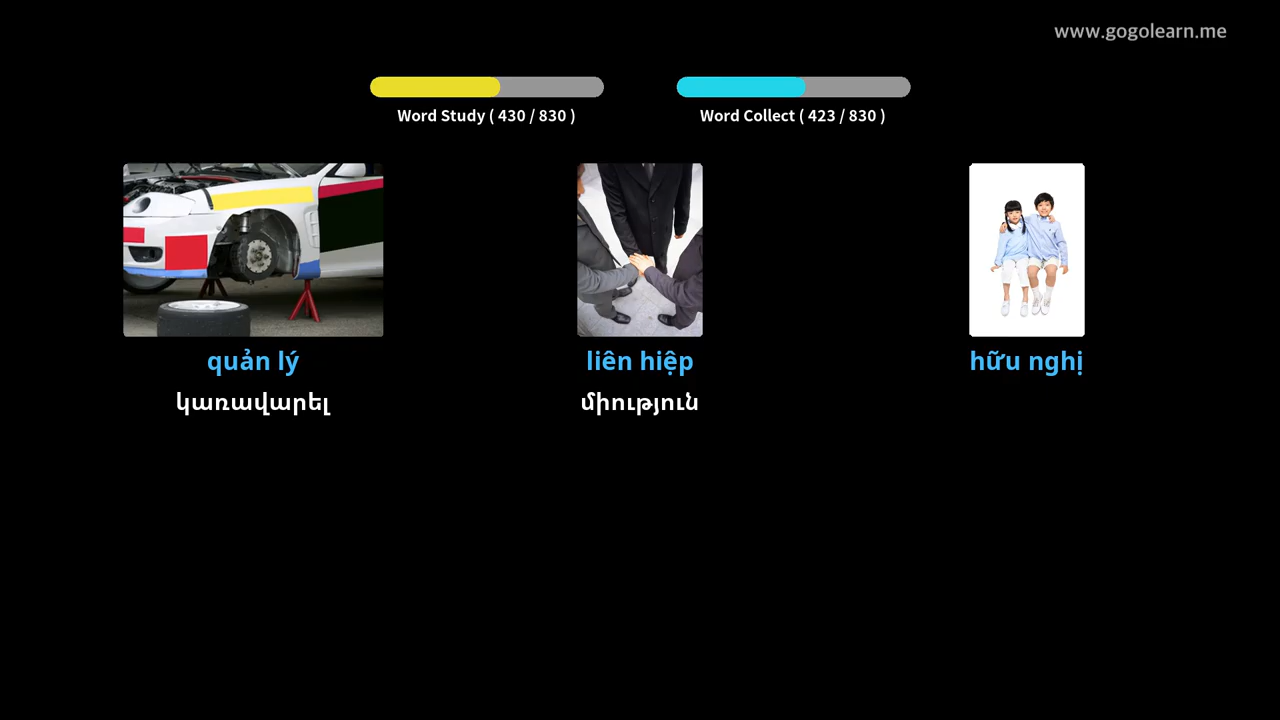 www.gogolearn.me
Word Study ( 430 / 830 )
Word Collect ( 423 / 830 )
quản lý
կառավարել
liên hiệp
միություն
hữu nghị